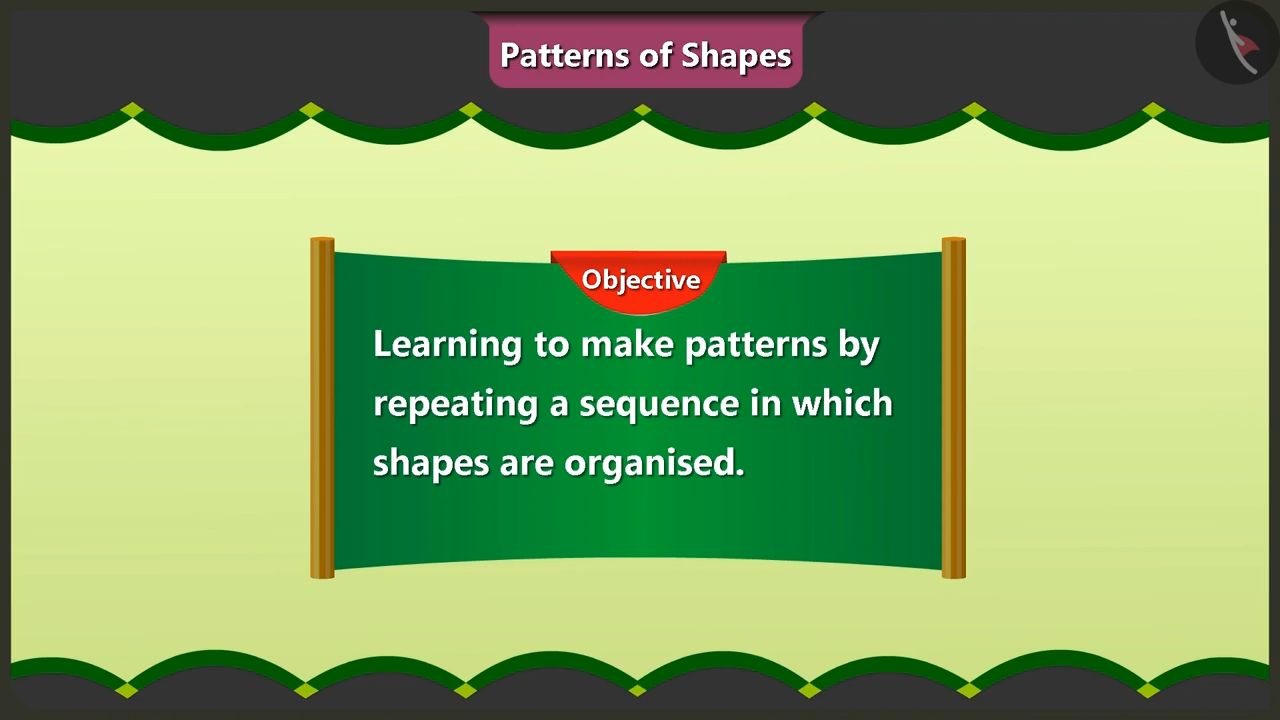 Patterns of Shapes
Objective
Learning to make patterns by
repeating a sequence in which
shapes are organised.